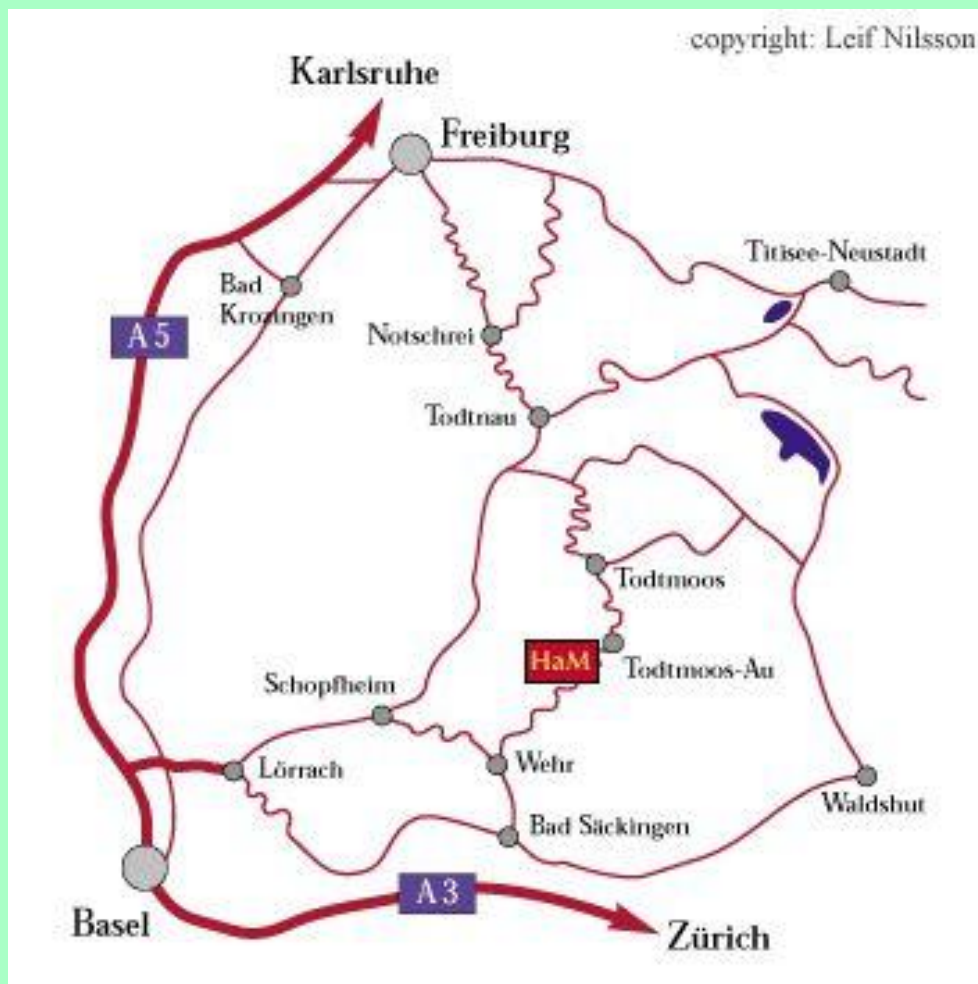 copyright: Leif Nilsson
Karlsruhe
Freiburg
Titisee-Neustadt
Bad
Krozingen
A 5
Notschrei
Todtnau
Todtmoos
HaM
Todtmoos-Au
Schopfheim
Lörrach
Wehr
Waldshut
Bad Säckingen
A 3
Basel
Zürich